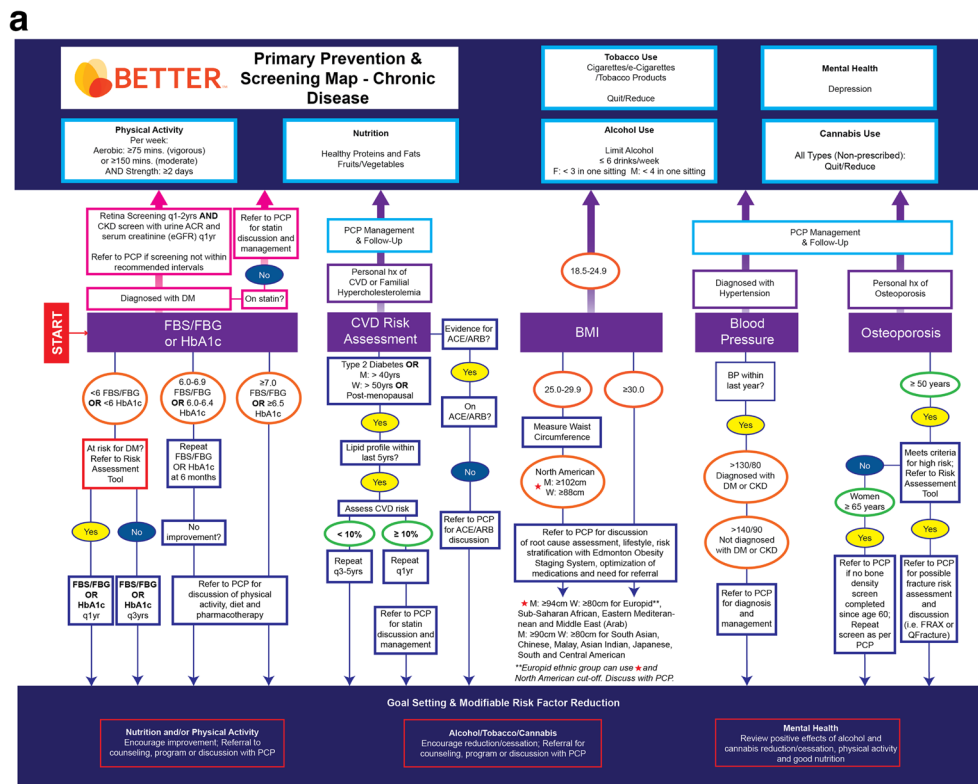 a
BETTER™
Primary Prevention &
Screening Map - Chronic
Disease
Tobacco Use
Cigarettes/e-Cigarettes
/Tobacco Products
Quit/Reduce
Mental Health
Depression
Physical Activity
Per week:
Aerobic: ≥75 mins. (vigorous)
or ≥150 mins. (moderate)
AND Strength: ≥2 days
Nutrition
Healthy Proteins and Fats
Fruits/Vegetables
Alcohol Use
Limit Alcohol
≤ 6 drinks/week
F: < 3 in one sitting M: < 4 in one sitting
Cannabis Use
All Types (Non-prescribed):
Quit/Reduce
Retina Screening q1-2yrs AND
CKD screen with urine ACR and
serum creatinine (eGFR) q1yr
Refer to PCP if screening not within
recommended intervals
Refer to PCP
for statin
discussion and
management
No
Diagnosed with DM
On statin?
PCP Management
& Follow-Up
Personal hx of
CVD or Familial
Hypercholesterolemia
18.5-24.9
PCP Management
& Follow-Up
Diagnosed with
Hypertension
Personal hx of
Osteoporosis
START
FBS/FBG
or HbA1c
CVD Risk
Assessment
Evidence for
ACE/ARB?
BMI
Blood
Pressure
Osteoporosis
<6 FBS/FBG
OR <6 HbA1c
6.0-6.9
FBS/FBG
OR 6.0-6.4
HbA1c
≥7.0
FBS/FBG
OR ≥6.5
HbA1c
At risk for DM?
Refer to Risk
Assessment
Tool
Repeat
FBS/FBG
OR HbA1c
at 6 months
Yes
No
No
improvement?
FBS/FBG
OR
HbA1c
q1yr
FBS/FBG
OR
HbA1c
q3yrs
Refer to PCP for
discussion of physical
activity, diet and
pharmacotherapy
Type 2 Diabetes OR
M: > 40yrs
W: > 50yrs OR
Post-menopausal
Yes
Lipid profile within
last 5yrs?
Yes
Assess CVD risk
< 10%
≥ 10%
Repeat
q3-5yrs
Repeat
q1yr
Refer to PCP
for statin
discussion and
management
Yes
On
ACE/ARB?
No
Refer to PCP
for ACE/ARB
discussion
25.0-29.9
≥30.0
Measure Waist
Circumference
North American
★ M: ≥102cm
W: ≥88cm
Refer to PCP for discussion
of root cause assessment, lifestyle, risk
stratification with Edmonton Obesity
Staging System, optimization of
medications and need for referral
★ M: ≥94cm W: ≥80cm for Europid**,
Sub-Saharan African, Eastern Mediteran-
nean and Middle East (Arab)
M: ≥90cm W: ≥80cm for South Asian,
Chinese, Malay, Asian Indian, Japanese,
South and Central American
**Europid ethnic group can use ★ and
North American cut-off. Discuss with PCP.
BP within
last year?
Yes
>130/80
Diagnosed with
DM or CKD
>140/90
Not diagnosed
with DM or CKD
Refer to PCP
for diagnosis
and
management
≥ 50 years
Yes
No
Meets criteria
for high risk;
Refer to Risk
Assessement
Tool
Women
≥ 65 years
Yes
Yes
Refer to PCP
if no bone
density
screen
completed
since age 60;
Repeat
screen as per
PCP
Refer to PCP
for possible
fracture risk
assessment
and
discussion
(i.e. FRAX or
QFracture)
Goal Setting & Modifiable Risk Factor Reduction
Nutrition and/or Physical Activity
Encourage improvement; Referral to
counseling, program or discussion with PCP
Alcohol/Tobacco/Cannabis
Encourage reduction/cessation; Referral for
counseling, program or discussion with PCP
Mental Health
Review positive effects of alcohol and
cannabis reduction/cessation, physical activity
and good nutrition